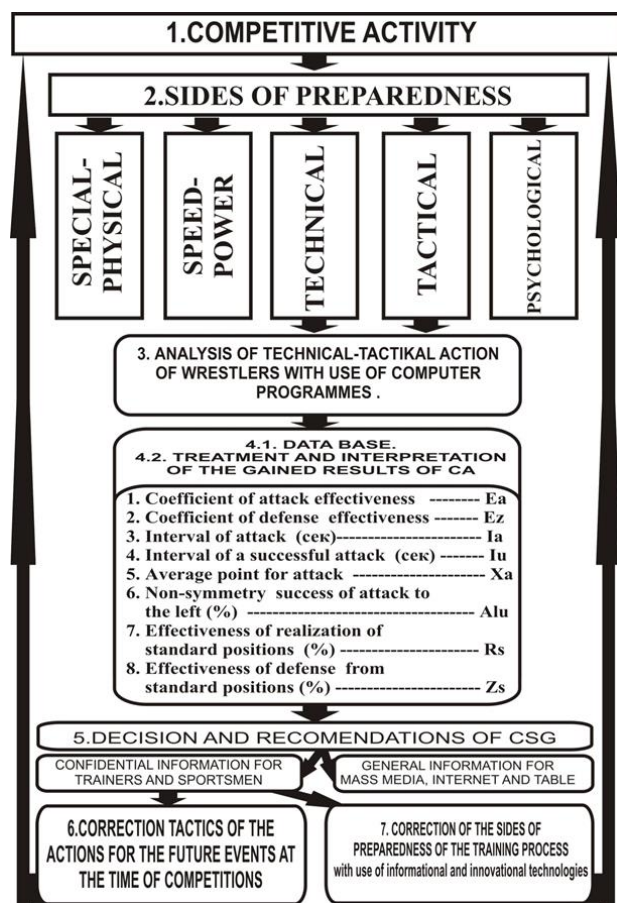 1.COMPETITIVE ACTIVITY
2.SIDES OF PREPAREDNESS
SPECIAL-
PHYSICAL
SPEED-
POWER
TECHNICAL
TACTICAL
PSYCHOLOGICAL
3. ANALYSIS OF TECHNICAL-TACTIKAL ACTION
OF WRESTLERS WITH USE OF COMPUTER
PROGRAMMES .
4.1. DATA BASE.
4.2. TREATMENT AND INTERPRETATION
OF THE GAINED RESULTS OF CA
1. Coefficient of attack effectiveness -------- Ea
2. Coefficient of defense effectiveness ------- Ez
3. Interval of attack (сек)--------------------- Ia
4. Interval of a successful attack (сек) ------- Iu
5. Average point for attack -------------------- Xa
6. Non-symmetry success of attack to
the left (%) ----------------------------------- Alu
7. Effectiveness of realization of
standard positions (%) --------------------- Rs
8. Effectiveness of defense from
standard positions (%) ---------------------- Zs
5.DECISION AND RECOMENDATIONS OF CSG
CONFIDENTIAL INFORMATION FOR
TRAINERS AND SPORTSMEN
GENERAL INFORMATION FOR
MASS MEDIA, INTERNET AND TABLE
6.CORRECTION TACTICS OF THE
ACTIONS FOR THE FUTURE EVENTS AT
THE TIME OF COMPETITIONS
7. CORRECTION OF THE SIDES OF
PREPAREDNESS OF THE TRAINING PROCESS
with use of informational and innovational technologies